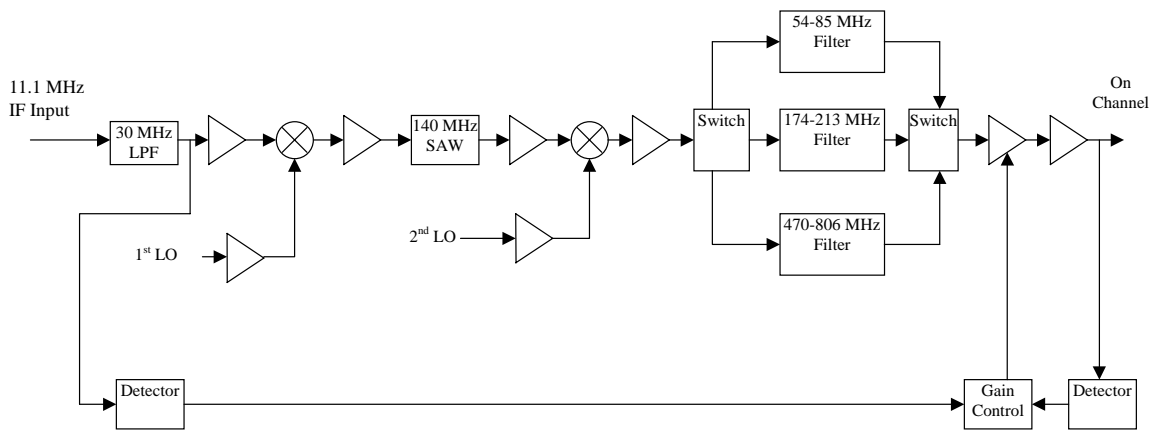 54-85 MHz
Filter
11.1 MHz
IF Input
On
Channel
30 MHz
LPF
140 MHz
SAW
Switch
174-213 MHz
Filter
Switch
1st LO
2nd LO
470-806 MHz
Filter
Detector
Gain
Control
Detector